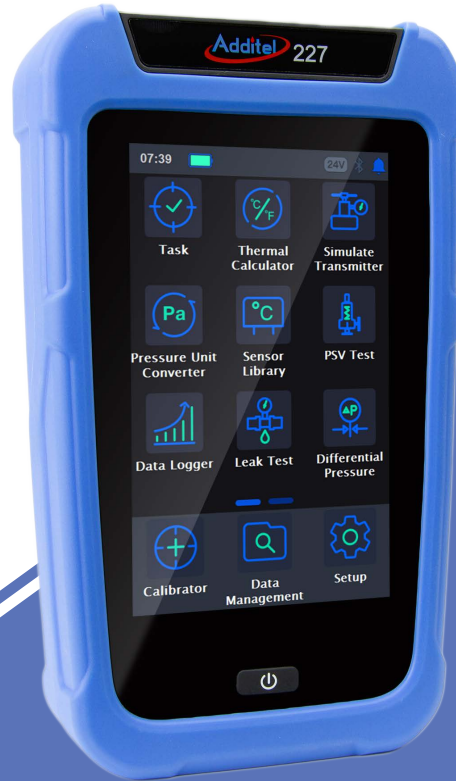 Additel 227
07:39
24V
Task
Thermal
Calculator
°C/°F
Simulate
Transmitter
Pa
Pressure Unit
Converter
°C
Sensor
Library
PSV Test
Data Logger
Leak Test
ΔP
Differential
Pressure
Calibrator
Data
Management
Setup